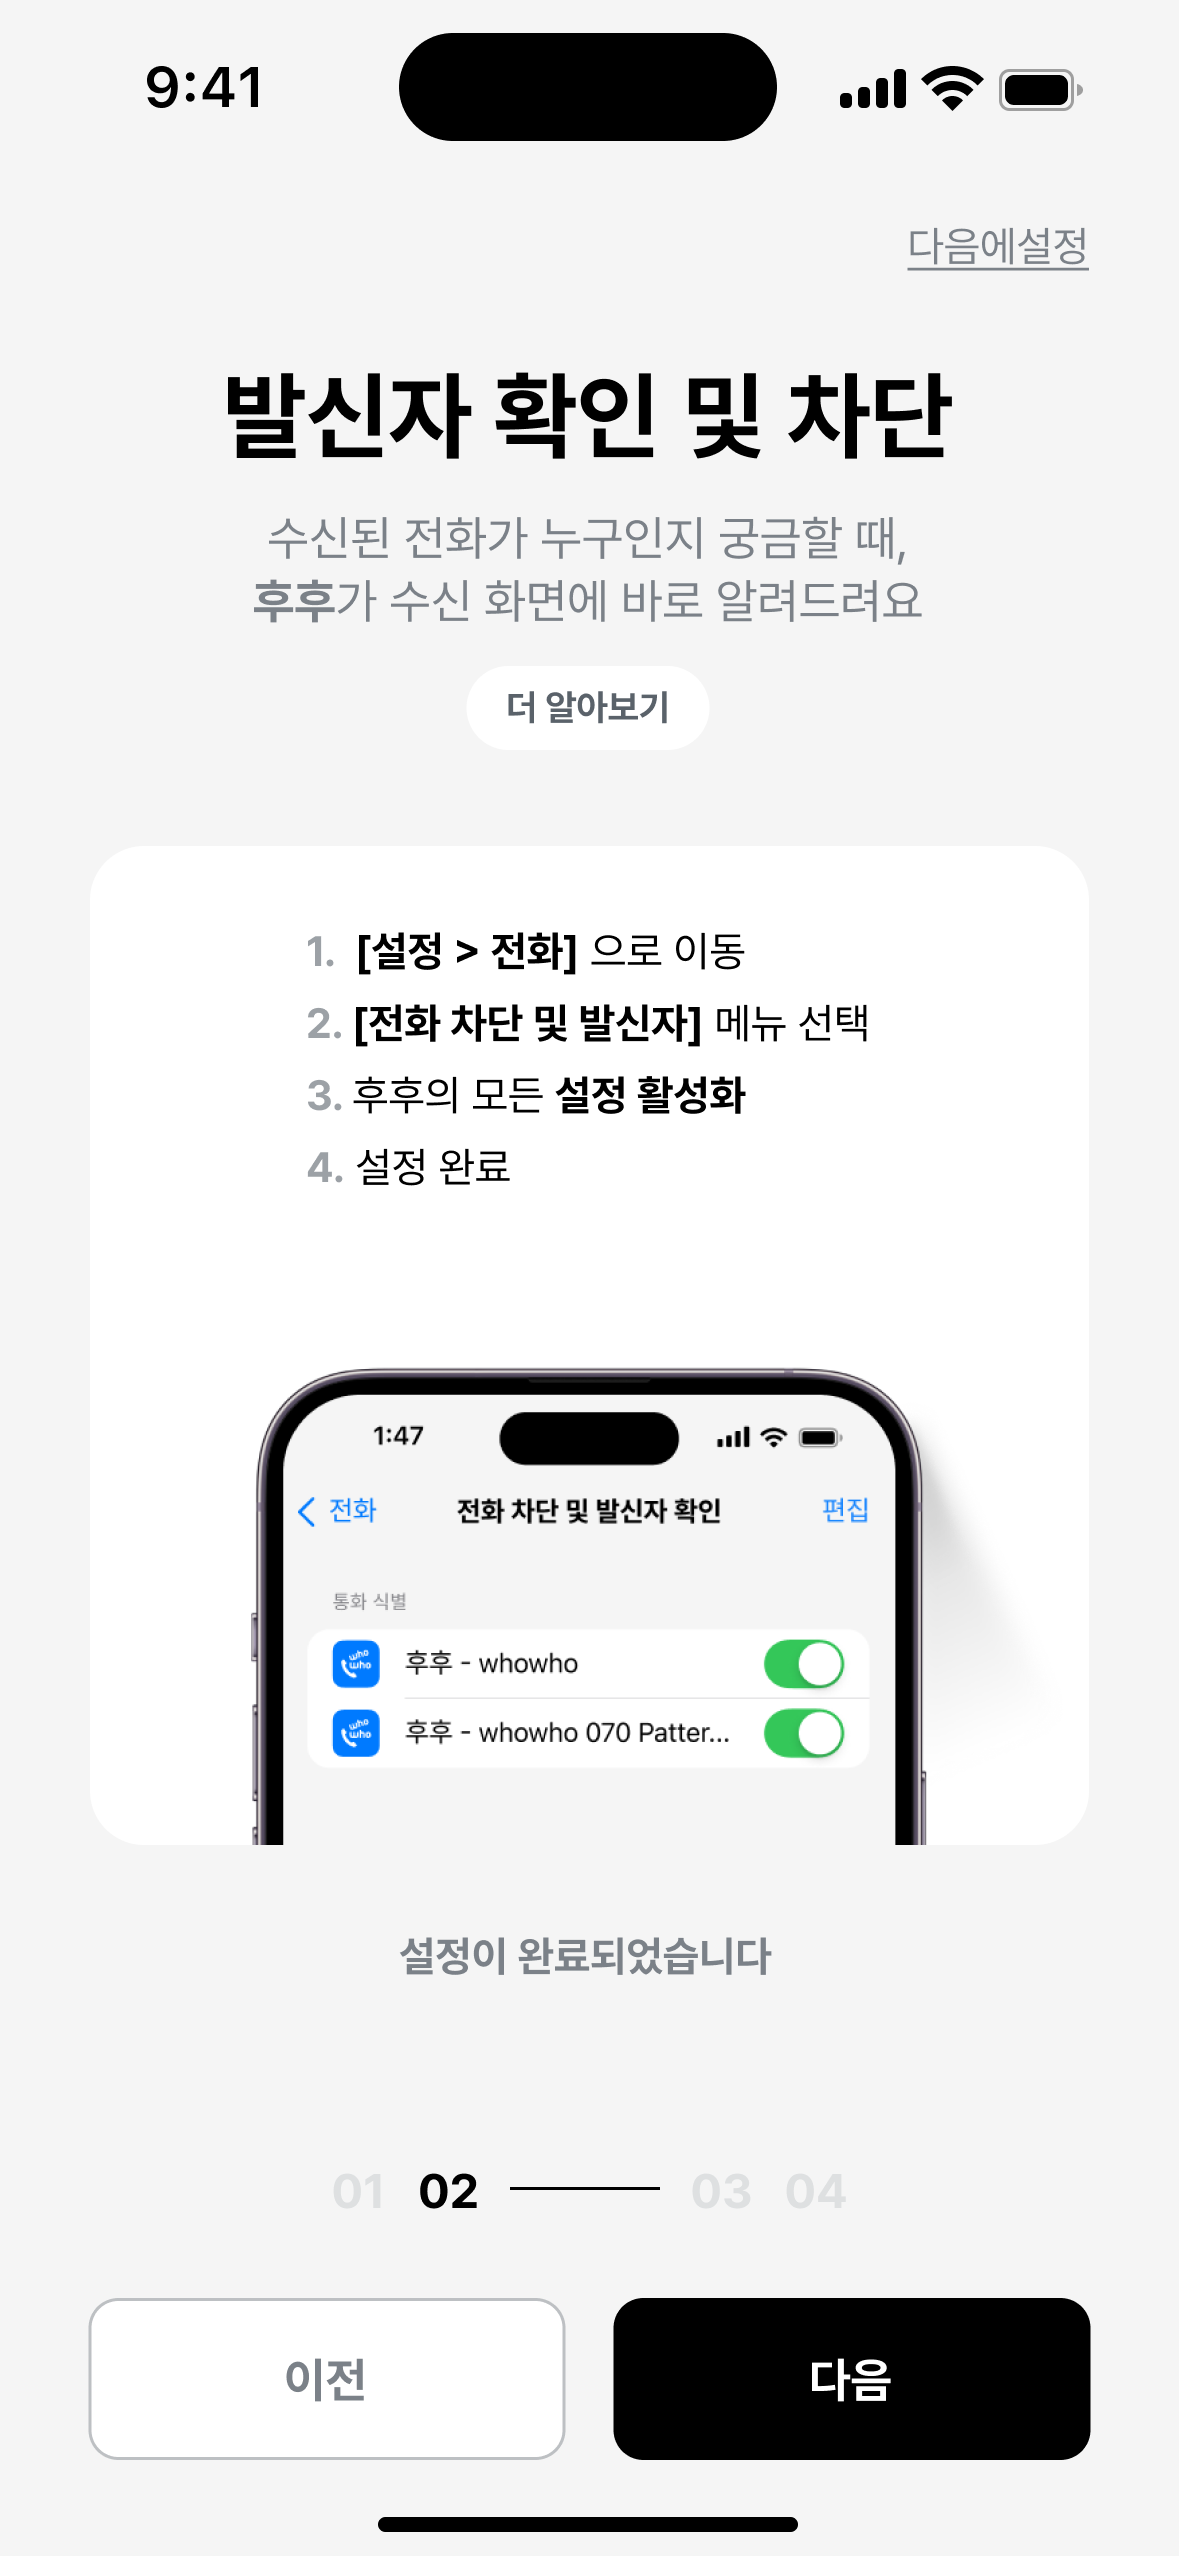 9:41
다음에설정
발신자 확인 및 차단
수신된 전화가 누구인지 궁금할 때,
후후가 수신 화면에 바로 알려드려요
더 알아보기
1. [설정 > 전화] 으로 이동
2. [전화 차단 및 발신자] 메뉴 선택
3. 후후의 모든 설정 활성화
4. 설정 완료
1:47
전화 전화 차단 및 발신자 확인 편집
통화 식별
who who 후후 - whowho
who who 후후 - whowho 070 Patter...
설정이 완료되었습니다
01 02 03 04
이전 다음